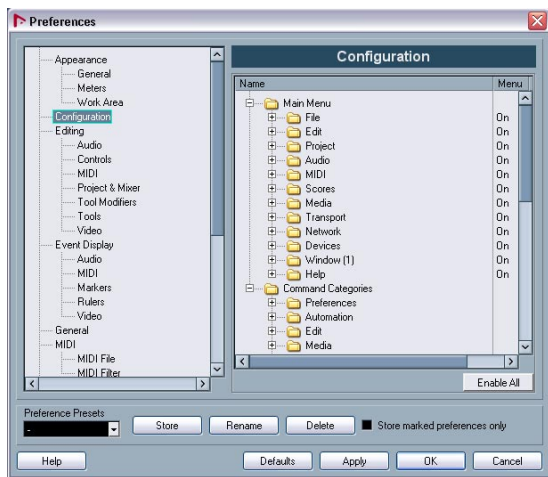 Preferences
Appearance
General
Meters
Work Area
Configuration
Editing
Audio
Controls
MIDI
Project & Mixer
Tool Modifiers
Tools
Video
Event Display
Audio
MIDI
Markers
Rulers
Video
General
MIDI
MIDI File
MIDI Filter
Configuration
Name Menu
Main Menu
File On
Edit On
Project On
Audio On
MIDI On
Scores On
Media On
Transport On
Network On
Devices On
Window (1) On
Help On
Command Categories
Preferences
Automation
Edit
Media
Enable All
Preference Presets
-
Store Rename Delete Store marked preferences only
Help Defaults Apply OK Cancel